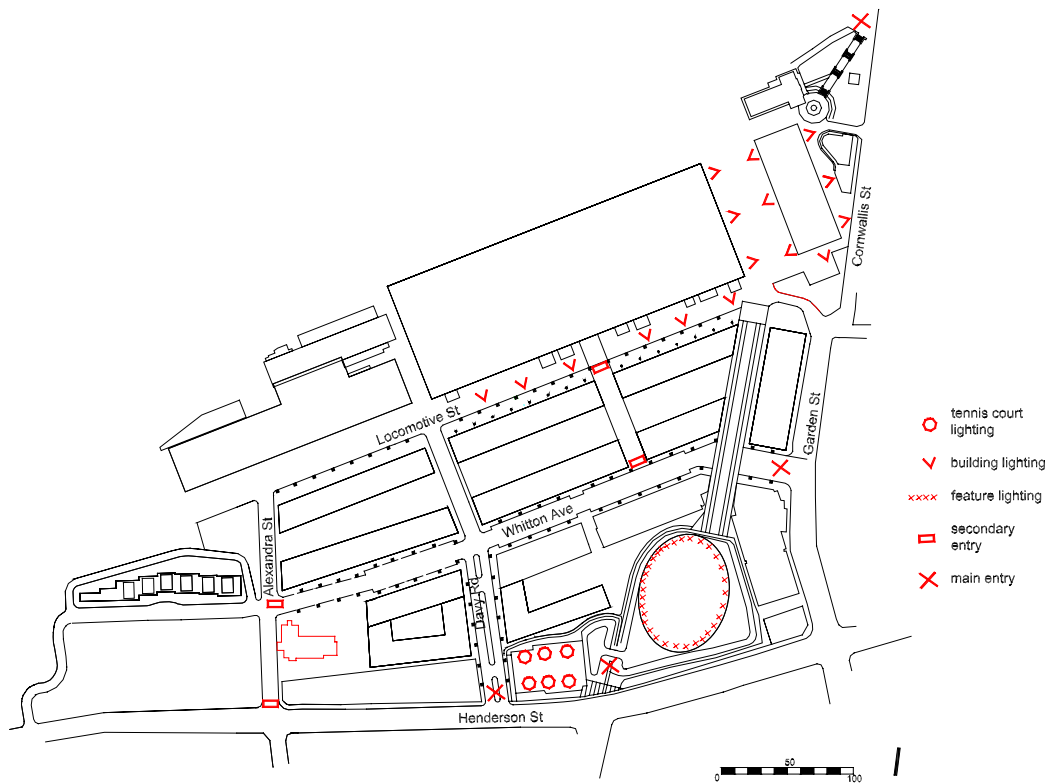 Cornwallis St
Locomotive St
Garden St
Whitton Ave
Alexandra St
Davy Rd
Henderson St
tennis court
lighting
building lighting
feature lighting
secondary
entry
main entry
50
0
100